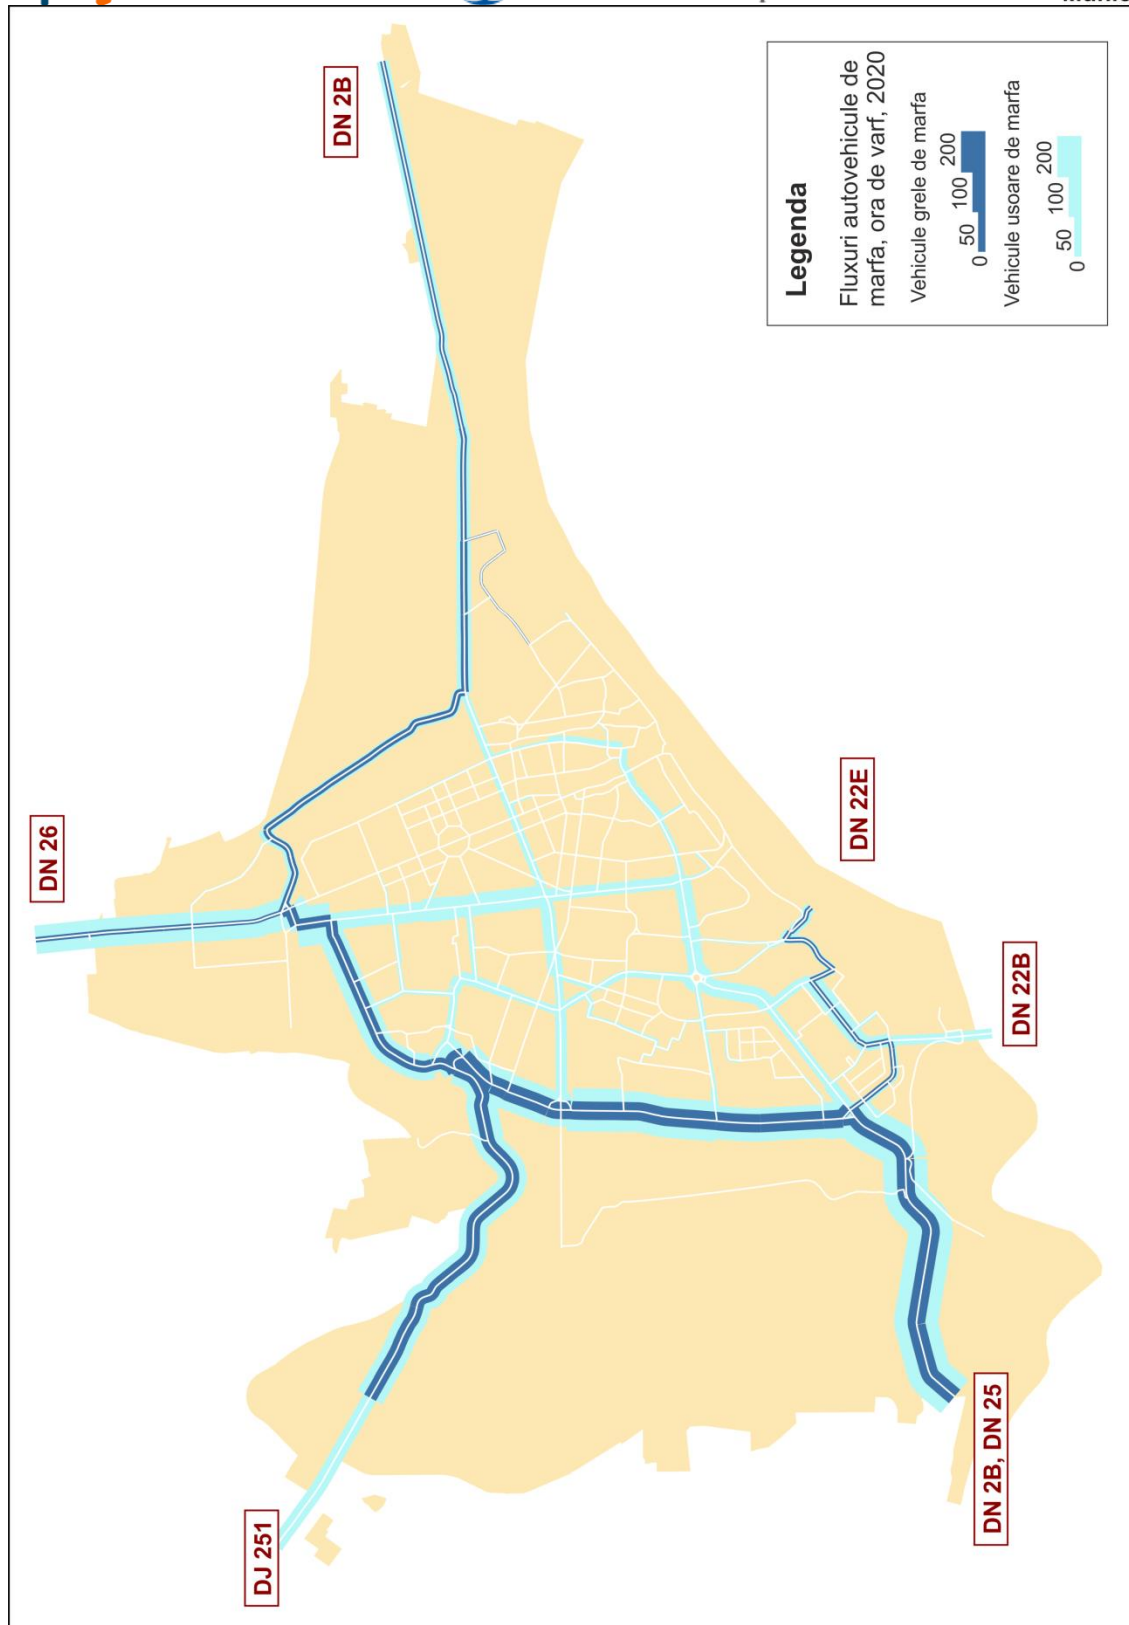 DN 2B
DN 26
DN 22E
DN 22B
DJ 251
DN 2B, DN 25
Legenda
Fluxuri autovehicule de
marfa, ora de varf, 2020
Vehicule grele de marfa
0 50 100 200
Vehicule usoare de marfa
0 50 100 200